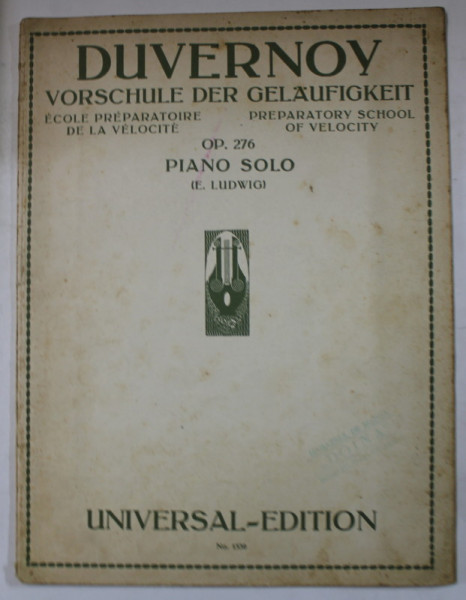 DUVERNOY
VORSCHULE DER GELÄUFIGKEIT
ÉCOLE PRÉPARATOIRE
DE LA VÉLOCITÉ
PREPARATORY SCHOOL
OF VELOCITY
OP. 276
PIANO SOLO
(E. LUDWIG)
UNIVERSAL-EDITION
No.